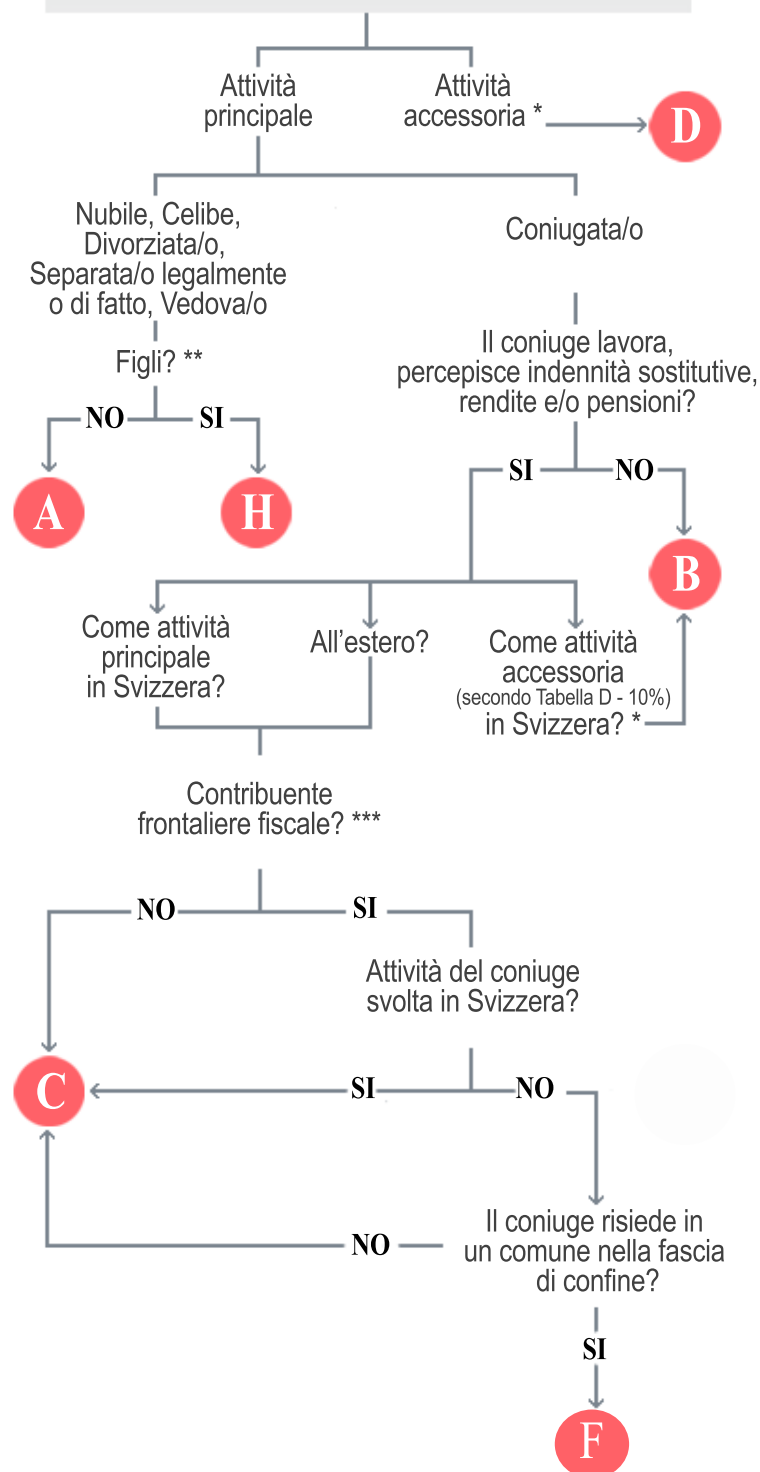 Attività
principale
Attività
accessoria *
D
Nubile, Celibe,
Divorziata/o,
Separata/o legalmente
o di fatto, Vedova/o
Coniugata/o
Figli? **
Il coniuge lavora,
percepisce indennità sostitutive,
rendite e/o pensioni?
NO
SI
SI
NO
A
H
B
Come attività
principale
in Svizzera?
All'estero?
Come attività
accessoria
(secondo Tabella D - 10%)
in Svizzera? *
Contribuente
frontaliere fiscale? ***
NO
SI
Attività del coniuge
svolta in Svizzera?
C
SI
NO
Il coniuge risiede in
un comune nella fascia
di confine?
NO
SI
F